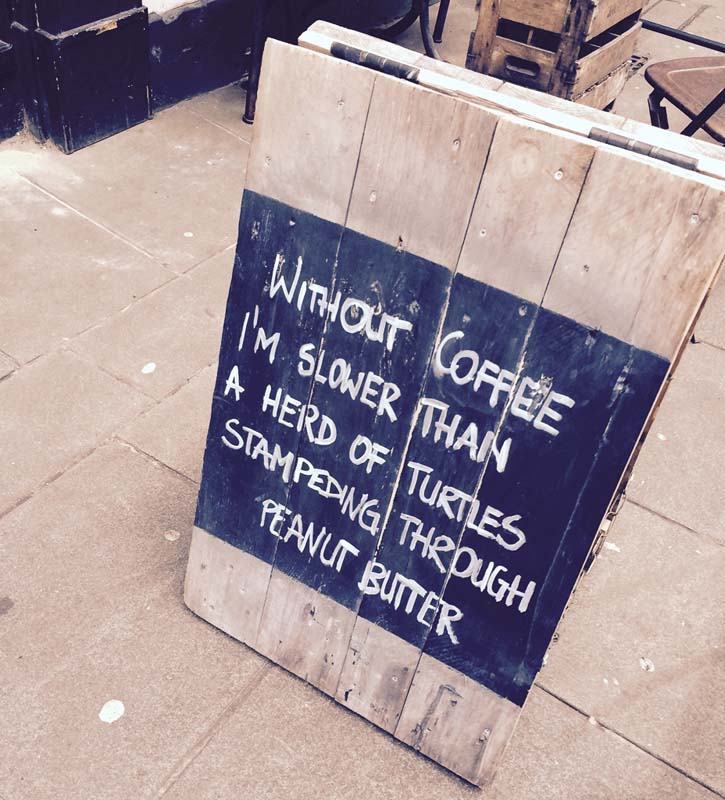 WITHOUT COFFEE
I'M SLOWER THAN
A HERD OF TURTLES
STAMPEDING THROUGH
PEANUT BUTTER